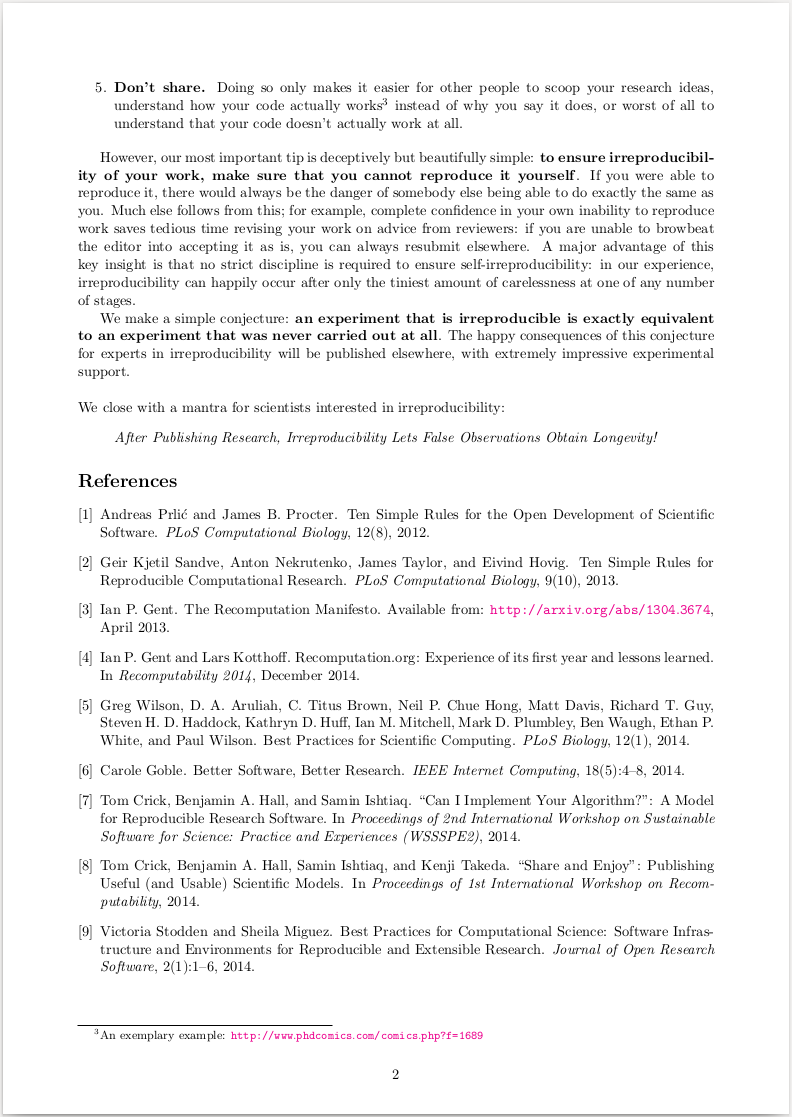 5. Don't share. Doing so only makes it easier for other people to scoop your research ideas,
understand how your code actually works3 instead of why you say it does, or worst of all to
understand that your code doesn't actually work at all.
However, our most important tip is deceptively but beautifully simple: to ensure irreproducibil-
ity of your work, make sure that you cannot reproduce it yourself. If you were able to
reproduce it, there would always be the danger of somebody else being able to do exactly the same as
you. Much else follows from this; for example, complete confidence in your own inability to reproduce
work saves tedious time revising your work on advice from reviewers: if you are unable to browbeat
the editor into accepting it as is, you can always resubmit elsewhere. A major advantage of this
key insight is that no strict discipline is required to ensure self-irreproducibility: in our experience,
irreproducibility can happily occur after only the tiniest amount of carelessness at one of any number
of stages.
We make a simple conjecture: an experiment that is irreproducible is exactly equivalent
to an experiment that was never carried out at all. The happy consequences of this conjecture
for experts in irreproducibility will be published elsewhere, with extremely impressive experimental
support.
We close with a mantra for scientists interested in irreproducibility:
After Publishing Research, Irreproducibility Lets False Observations Obtain Longevity!
References
[1] Andreas Prlić and James B. Procter. Ten Simple Rules for the Open Development of Scientific
Software. PLoS Computational Biology, 12(8), 2012.
[2] Geir Kjetil Sandve, Anton Nekrutenko, James Taylor, and Eivind Hovig. Ten Simple Rules for
Reproducible Computational Research. PLoS Computational Biology, 9(10), 2013.
[3] Ian P. Gent. The Recomputation Manifesto. Available from: http://arxiv.org/abs/1304.3674,
April 2013.
[4] Ian P. Gent and Lars Kotthoff. Recomputation.org: Experience of its first year and lessons learned.
In Recomputability 2014, December 2014.
[5] Greg Wilson, D. A. Aruliah, C. Titus Brown, Neil P. Chue Hong, Matt Davis, Richard T. Guy,
Steven H. D. Haddock, Kathryn D. Huff, Ian M. Mitchell, Mark D. Plumbley, Ben Waugh, Ethan P.
White, and Paul Wilson. Best Practices for Scientific Computing. PLoS Biology, 12(1), 2014.
[6] Carole Goble. Better Software, Better Research. IEEE Internet Computing, 18(5):4–8, 2014.
[7] Tom Crick, Benjamin A. Hall, and Samin Ishtiaq. “Can I Implement Your Algorithm?”: A Model
for Reproducible Research Software. In Proceedings of 2nd International Workshop on Sustainable
Software for Science: Practice and Experiences (WSSSPE2), 2014.
[8] Tom Crick, Benjamin A. Hall, Samin Ishtiaq, and Kenji Takeda. “Share and Enjoy”: Publishing
Useful (and Usable) Scientific Models. In Proceedings of 1st International Workshop on Recom-
putability, 2014.
[9] Victoria Stodden and Sheila Miguez. Best Practices for Computational Science: Software Infras-
tructure and Environments for Reproducible and Extensible Research. Journal of Open Research
Software, 2(1):1–6, 2014.
3An exemplary example: http://www.phdcomics.com/comics.php?f=1689
2